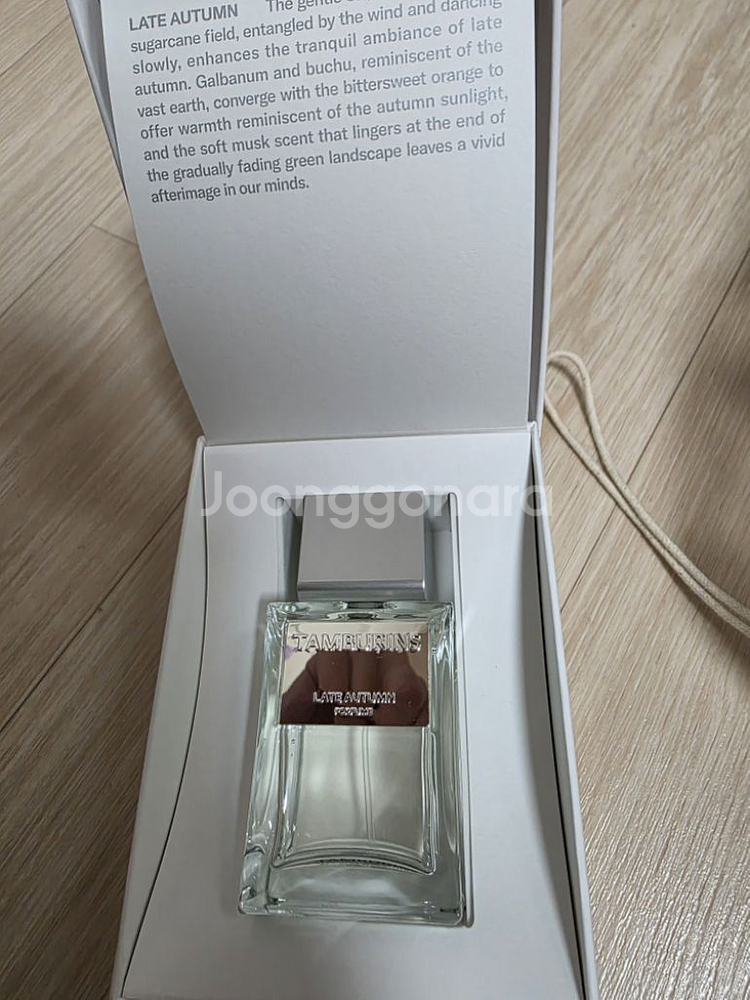 LATE AUTUMN The gentle
sugarcane field, entangled by the wind and dancing
slowly, enhances the tranquil ambiance of late
autumn. Galbanum and buchu, reminiscent of the
vast earth, converge with the bittersweet orange to
offer warmth reminiscent of the autumn sunlight,
and the soft musk scent that lingers at the end of
the gradually fading green landscape leaves a vivid
afterimage in our minds.
Joonggonara
TAMBURINS
LATE AUTUMN
PERFUME